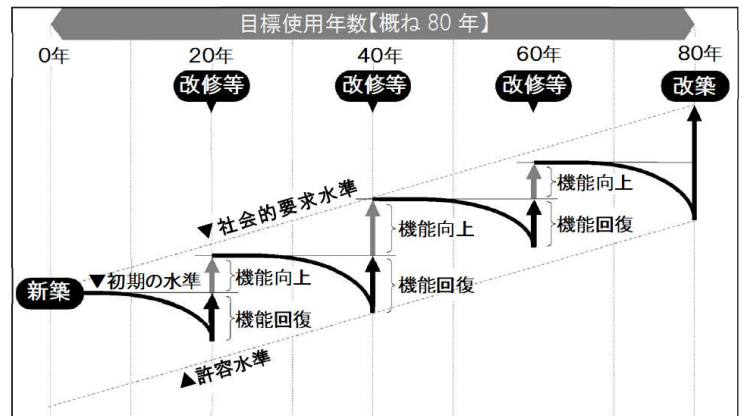 目標使用年数【概ね 80 年】
0年
20年
40年
60年
80年
改修等
改修等
改修等
改築
機能向上
機能回復
▼社会的要求水準
機能向上
機能回復
新築
▼初期の水準
機能向上
機能回復
▲許容水準